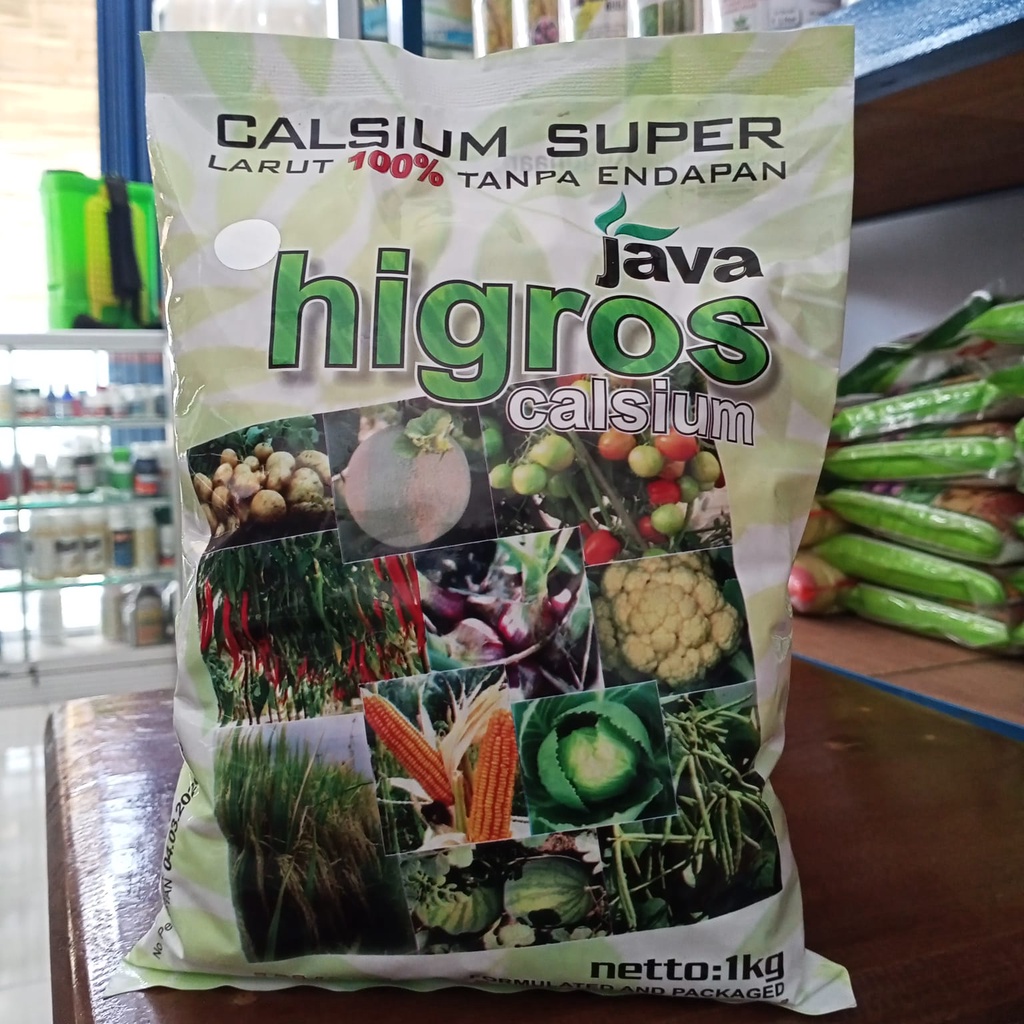 CALSIUM SUPER
LARUT 100% TANPA ENDAPAN
Java
higros
calsium
netto:1kg
FORMULATED AND PACKAGED